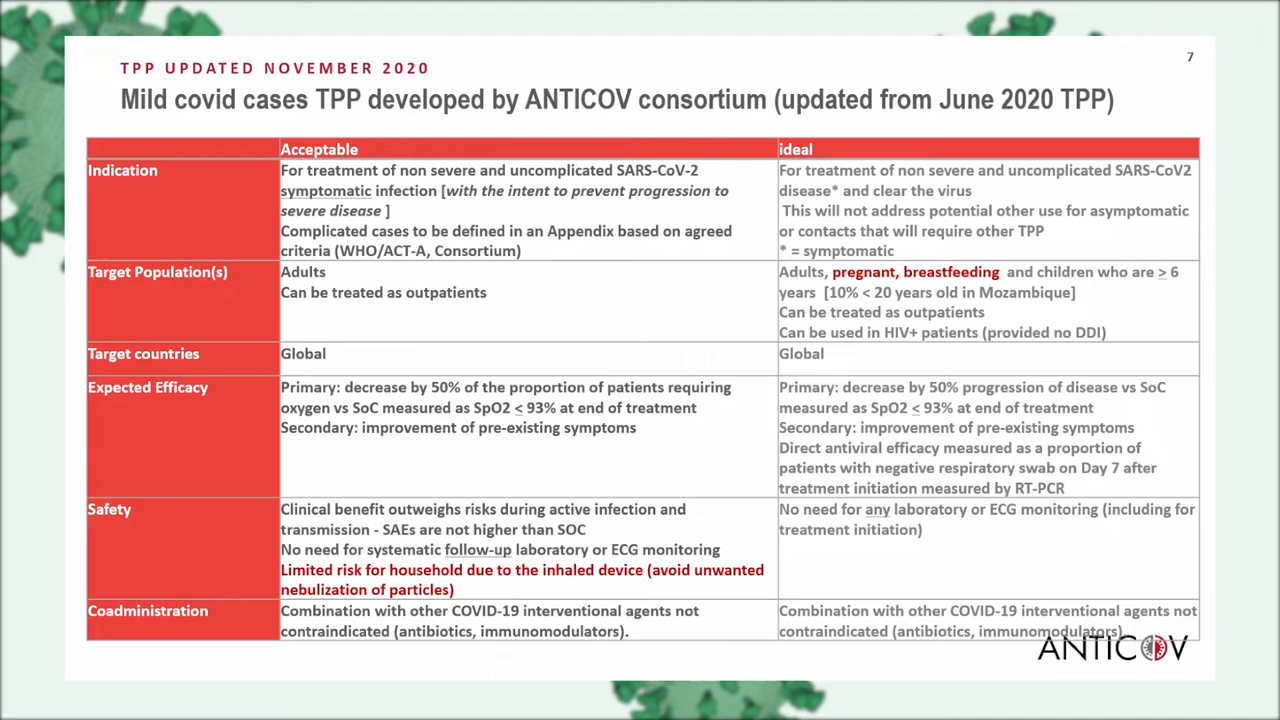 7
TPP UPDATED NOVEMBER 2020
Mild covid cases TPP developed by ANTICOV consortium (updated from June 2020 TPP)
Acceptable
ideal
Indication
For treatment of non severe and uncomplicated SARS-CoV-2
symptomatic infection [with the intent to prevent progression to
severe disease ]
Complicated cases to be defined in an Appendix based on agreed
criteria (WHO/ACT-A, Consortium)
For treatment of non severe and uncomplicated SARS-CoV2
disease* and clear the virus
This will not address potential other use for asymptomatic
or contacts that will require other TPP
* = symptomatic
Target Population(s)
Adults
Can be treated as outpatients
Adults, pregnant, breastfeeding and children who are ≥ 6
years [10% < 20 years old in Mozambique]
Can be treated as outpatients
Can be used in HIV+ patients (provided no DDI)
Target countries
Global
Global
Expected Efficacy
Primary: decrease by 50% of the proportion of patients requiring
oxygen vs SoC measured as SpO2 ≤ 93% at end of treatment
Secondary: improvement of pre-existing symptoms
Primary: decrease by 50% progression of disease vs SoC
measured as SpO2 ≤ 93% at end of treatment
Secondary: improvement of pre-existing symptoms
Direct antiviral efficacy measured as a proportion of
patients with negative respiratory swab on Day 7 after
treatment initiation measured by RT-PCR
Safety
Clinical benefit outweighs risks during active infection and
transmission - SAEs are not higher than SOC
No need for systematic follow-up laboratory or ECG monitoring
Limited risk for household due to the inhaled device (avoid unwanted
nebulization of particles)
No need for any laboratory or ECG monitoring (including for
treatment initiation)
Coadministration
Combination with other COVID-19 interventional agents not
contraindicated (antibiotics, immunomodulators).
Combination with other COVID-19 interventional agents not
contraindicated (antibiotics, immunomodulators)
ANTICOV